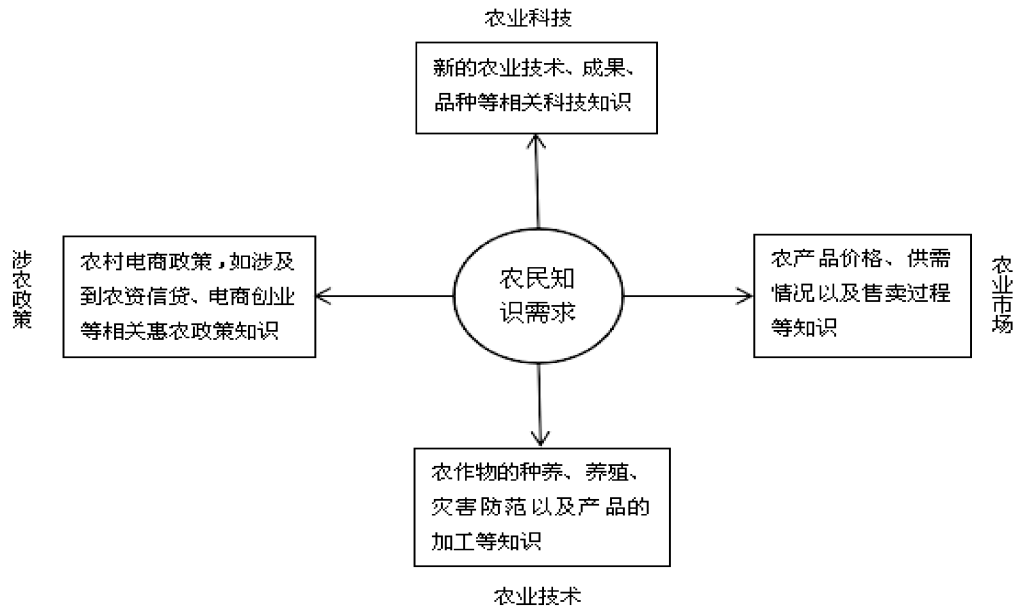 农业科技
新的农业技术、成果、
品种等相关科技知识
涉农政策
农村电商政策,如涉及
到农资信贷、电商创业
等相关惠农政策知识
农民知
识需求
农产品价格、供需
情况以及售卖过程
等知识
农业市场
农作物的种养、养殖、
灾害防范以及产品的
加工等知识
农业技术